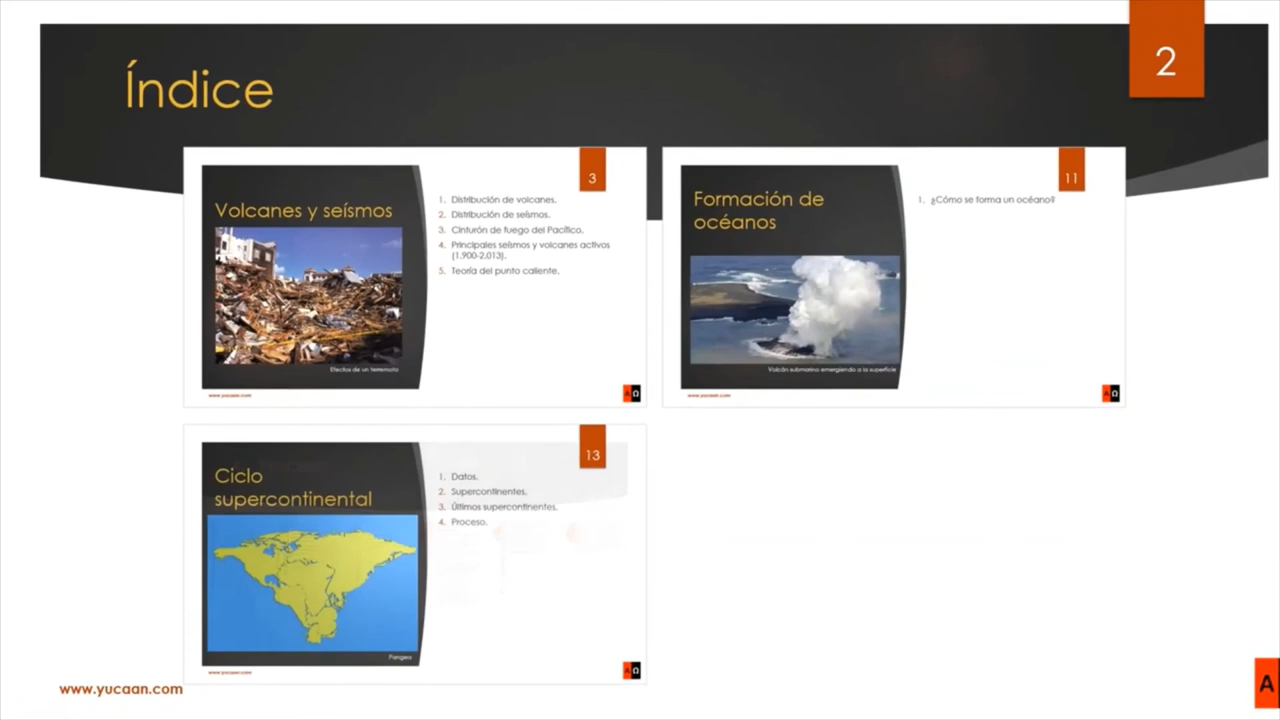 Índice
2
3
Volcanes y seísmos
1. Distribución de volcanes.
2. Distribución de seísmos.
3. Cinturón de fuego del Pacífico.
4. Principales seísmos y volcanes activos
(1.900-2.013).
5. Teoría del punto caliente.
Efectos de un terremoto
www.yucaan.com
A Ω
11
Formación de
océanos
1. ¿Cómo se forma un océano?
Volcán submarino emergiendo a la superficie
www.yucaan.com
A Ω
13
Ciclo
supercontinental
1. Datos.
2. Supercontinentes.
3. Últimos supercontinentes.
4. Proceso.
Pangea
www.yucaan.com
A Ω
www.yucaan.com
A